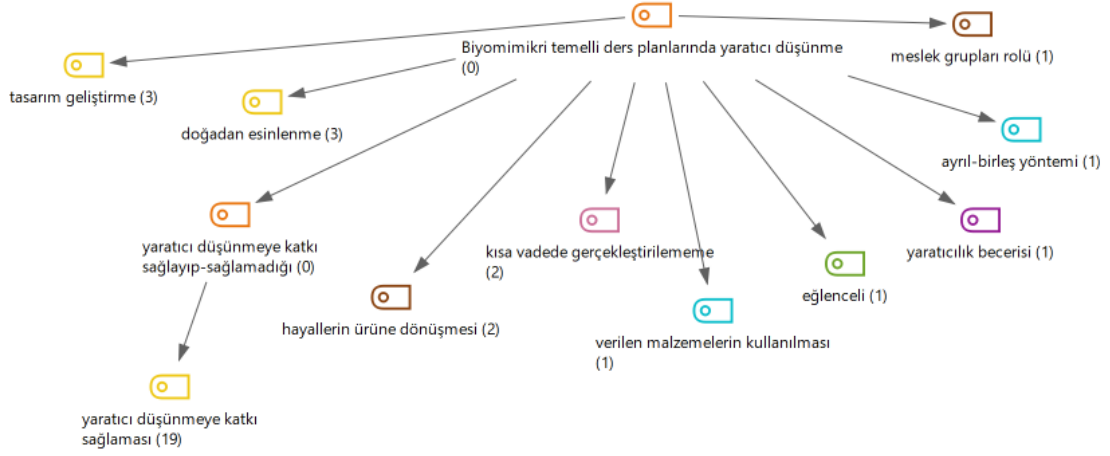 Biyomimikri temelli ders planlarında yaratıcı düşünme
(0)
meslek grupları rolü (1)
tasarım geliştirme (3)
doğadan esinlenme (3)
ayrıl-birleş yöntemi (1)
yaratıcı düşünmeye katkı
sağlayıp-sağlamadığı (0)
kısa vadede gerçekleştirilememe
(2)
yaratıcılık becerisi (1)
eğlenceli (1)
hayallerin ürüne dönüşmesi (2)
verilen malzemelerin kullanılması
(1)
yaratıcı düşünmeye katkı
sağlaması (19)